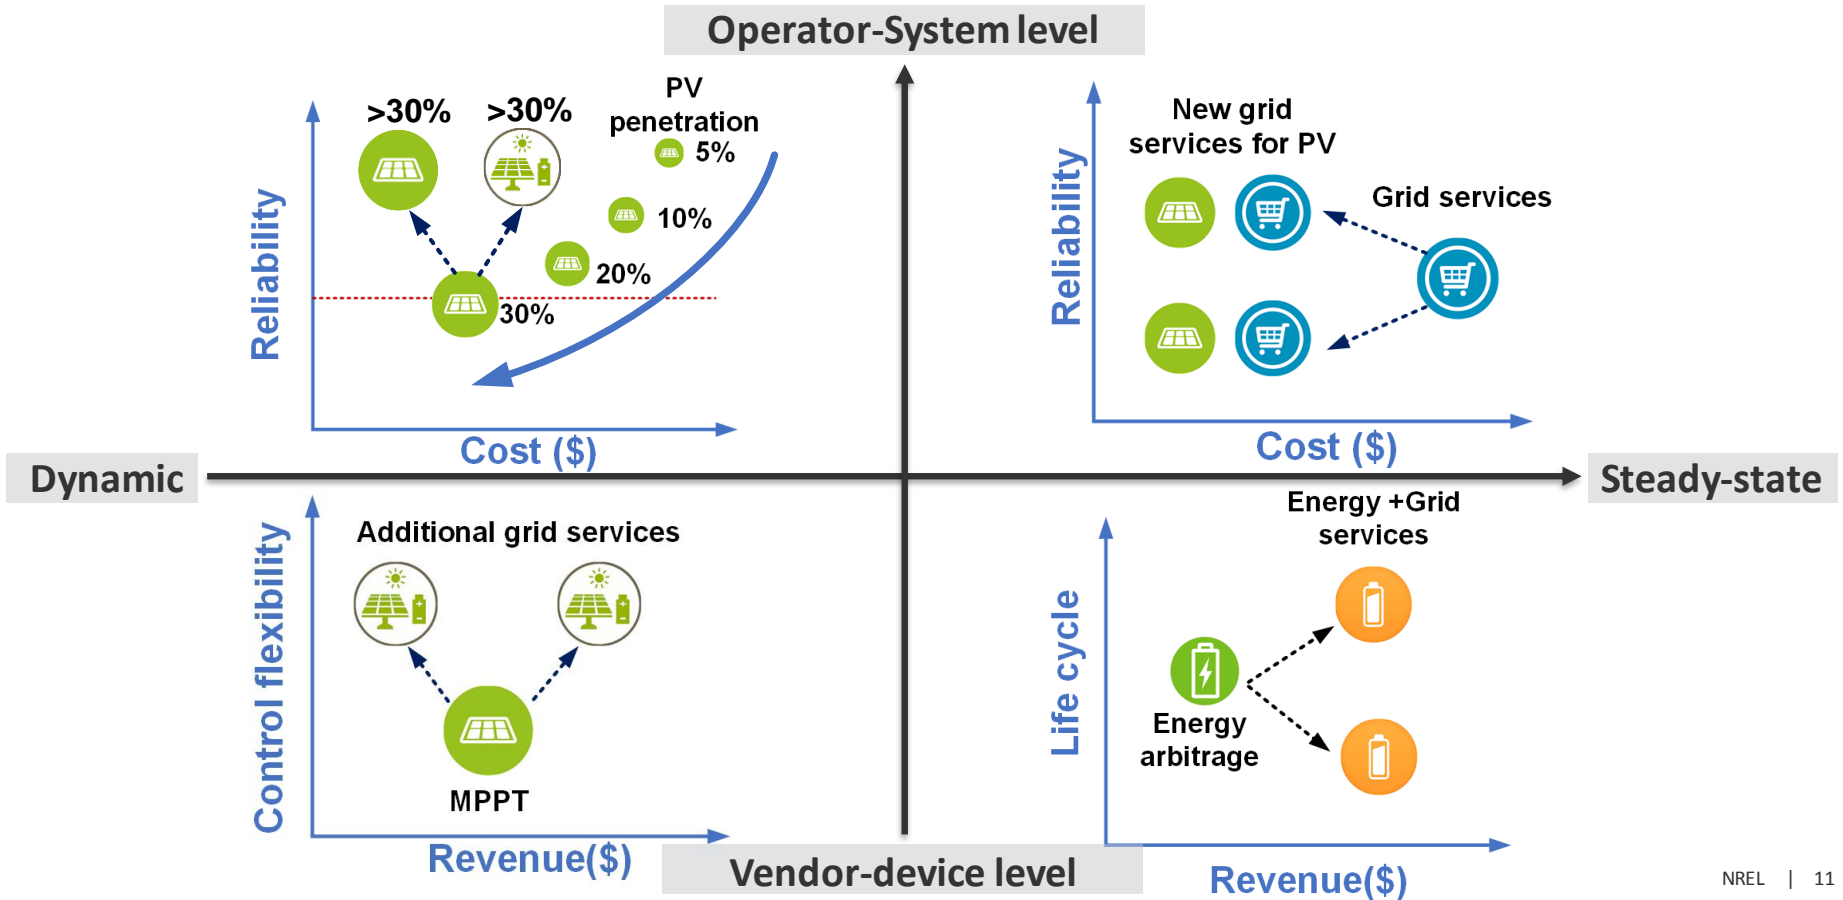 Operator-System level
>30%
>30%
PV
penetration
5%
10%
20%
30%
Reliability
Cost ($)
New grid
services for PV
Grid services
Reliability
Cost ($)
Dynamic
Steady-state
Additional grid services
MPPT
Control flexibility
Revenue($)
Energy +Grid
services
Energy
arbitrage
Life cycle
Revenue($)
Vendor-device level
NREL | 11